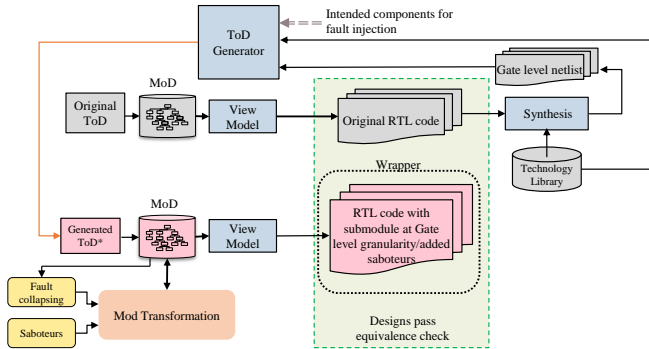 Intended components for
fault injection
ToD
Generator
Gate level netlist
MoD
Original
ToD
View
Model
Original RTL code
Synthesis
Wrapper
Technology
Library
MoD
Generated
ToD*
View
Model
RTL code with
submodule at Gate
level granularity/added
saboteurs
Fault
collapsing
Mod Transformation
Saboteurs
Designs pass
equivalence check